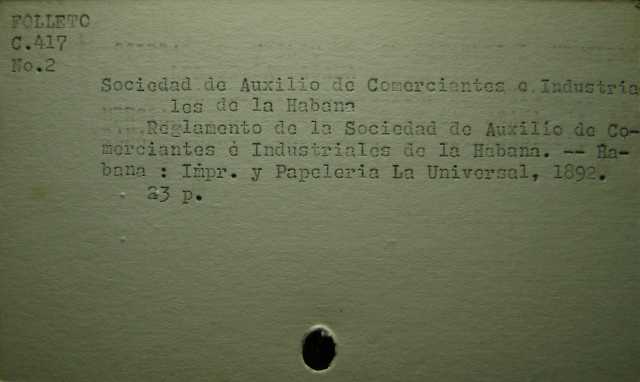 FOLLETO
C.417
No.2
Sociedad de Auxilio de Comerciantes e Industria
les de la Habana
Reglamento de la Sociedad de Auxilio de Co-
merciantes é Industriales de la Habana. -- Ha-
bana : Impr. y Papeleria La Universal, 1892.
23 p.